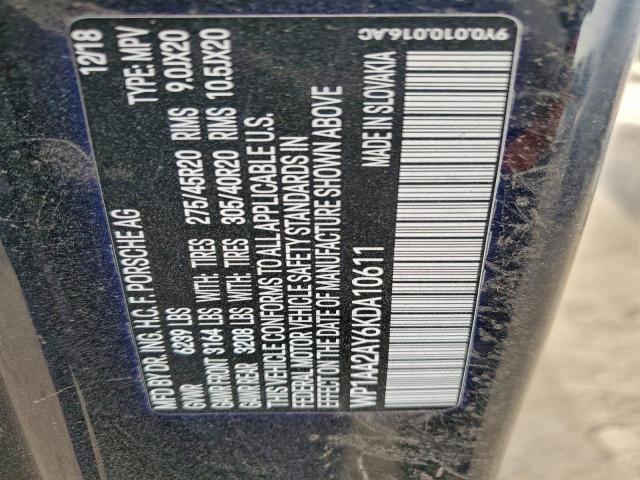 MFD BY DR. ING. H.C. F. PORSCHE AG 12/18
GVWR 6239 LBS TYPE: MPV
GAWR FRONT 3164 LBS WITH: TIRES 275/45R20 RIMS 9.0JX20
GAWR REAR 3208 LBS WITH: TIRES 305/40R20 RIMS 10.5JX20
THIS VEHICLE CONFORMS TO ALL APPLICABLE U.S.
FEDERAL MOTOR VEHICLE SAFETY STANDARDS IN
EFFECT ON THE DATE OF MANUFACTURE SHOWN ABOVE
WP1AA2AY6KDA10611 MADE IN SLOVAKIA
9Y0.010.016.AC